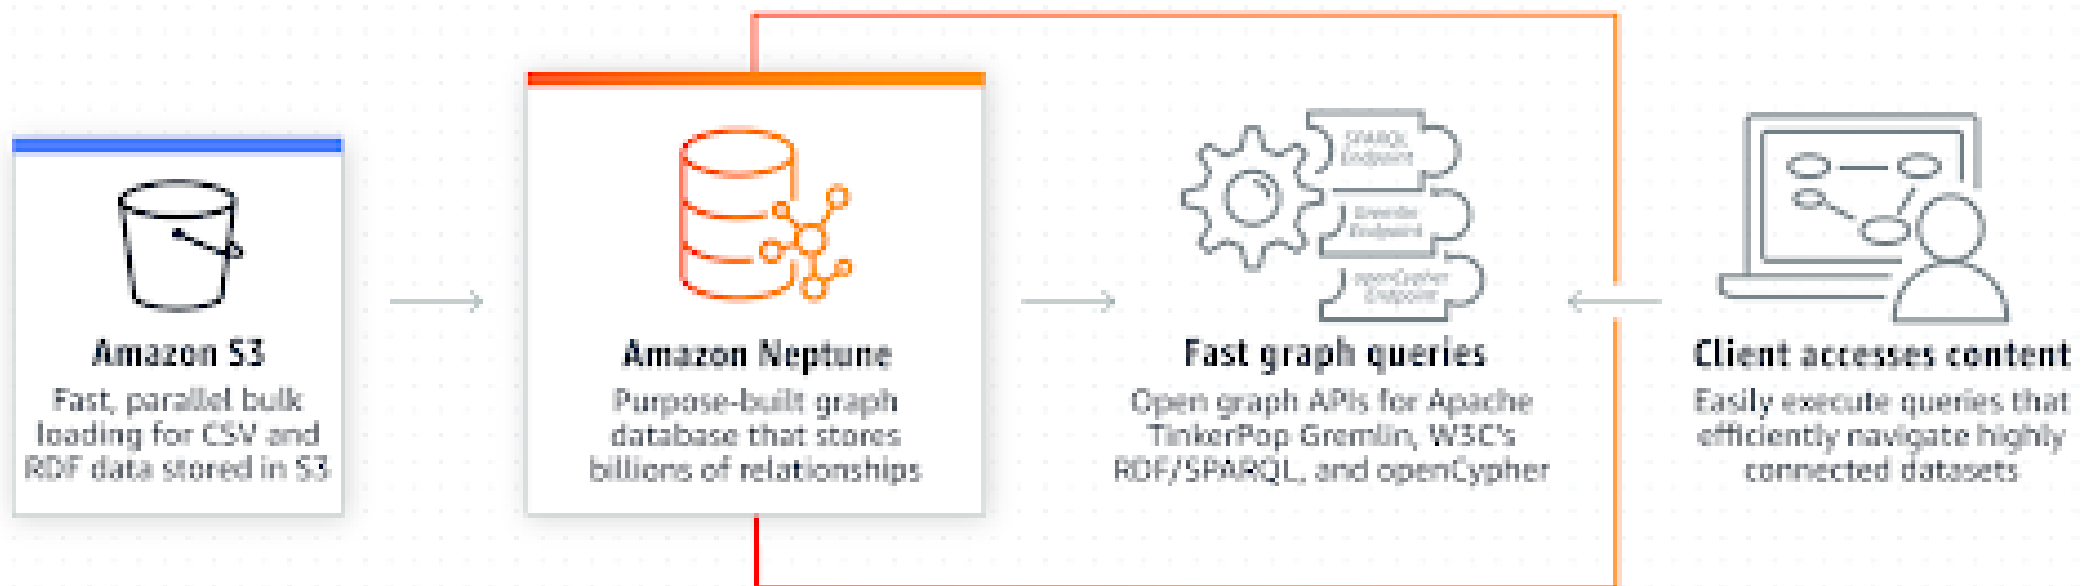 Amazon S3
Fast, parallel bulk
loading for CSV and
RDF data stored in S3
Amazon Neptune
Purpose-built graph
database that stores
billions of relationships
SPARQL
Endpoint
Gremlin
Endpoint
openCypher
Endpoint
Fast graph queries
Open graph APIs for Apache
TinkerPop Gremlin, W3C's
RDF/SPARQL, and openCypher
Client accesses content
Easily execute queries that
efficiently navigate highly
connected datasets